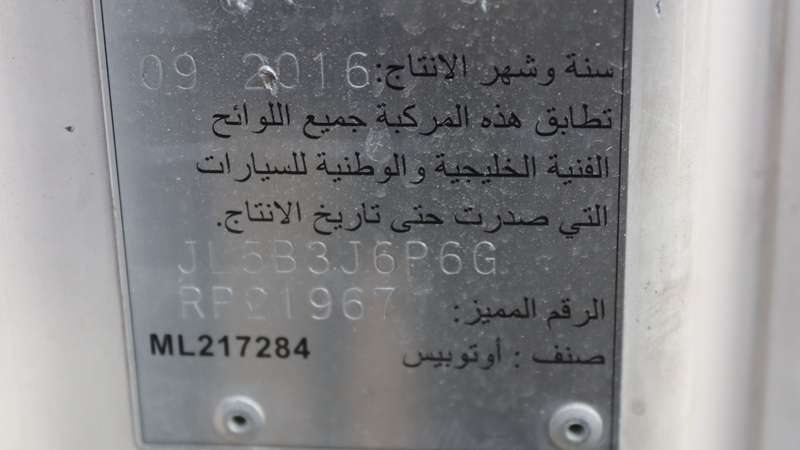 سنة وشهر الانتاج: 09 2016
تطابق هذه المركبة جميع اللوائح
الفنية الخليجية والوطنية للسيارات
التي صدرت حتى تاريخ الانتاج.
JL5B3J6P6G
الرقم المميز: RP21967
صنف : أوتوبيس ML217284